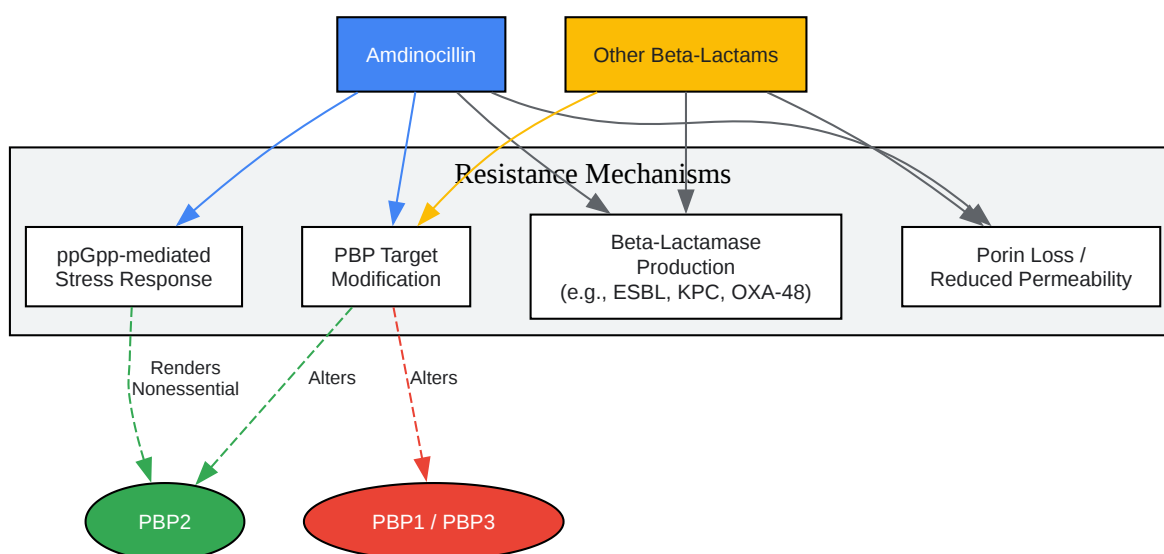 Amdinocillin
Other Beta-Lactams
Resistance Mechanisms
ppGpp-mediated
Stress Response
PBP Target
Modification
Beta-Lactamase
Production
(e.g., ESBL, KPC, OXA-48)
Porin Loss /
Reduced Permeability
Renders
Nonessential
Alters
Alters
PBP2
PBP1 / PBP3